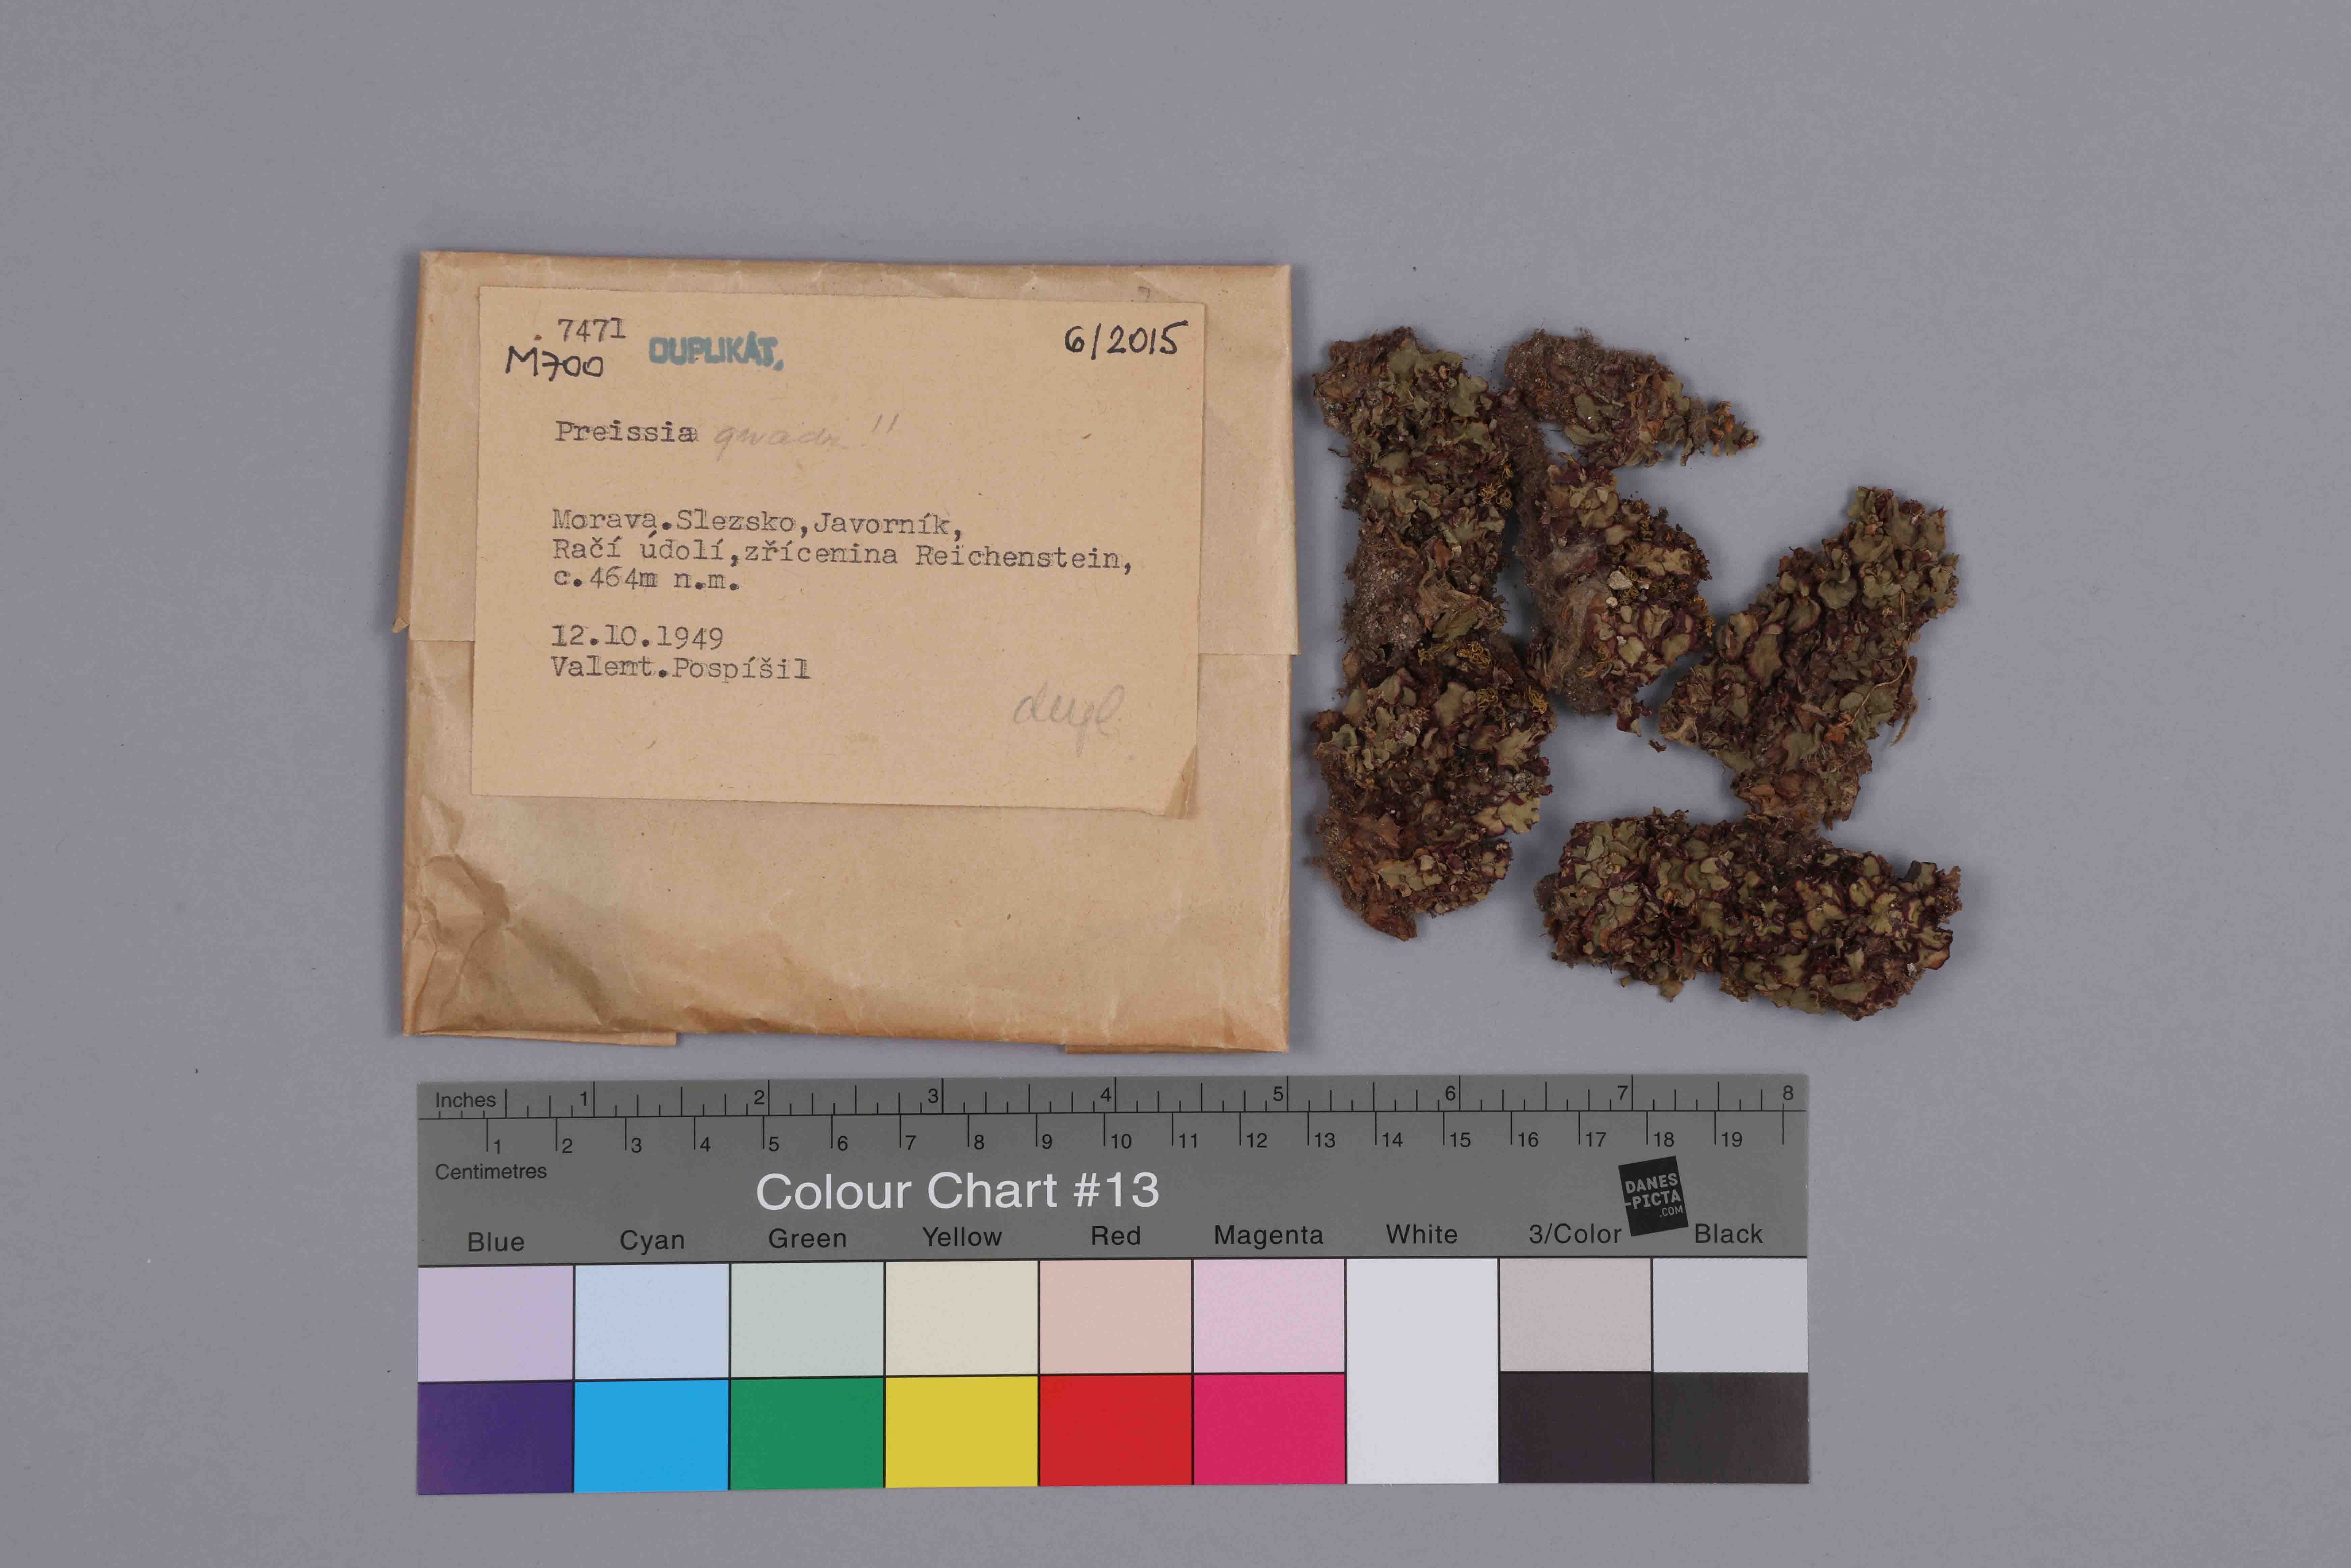 7471
M700 DUPLIKÁT. 6/2015
Preissia quadr. !!
Morava.Slezsko,Javorník,
Račí údolí,zřícenina Reichenstein,
c.464m n.m.
12.10.1949
Valent.Pospíšil
dupl.
Inches 1 2 3 4 5 6 7 8
1 2 3 4 5 6 7 8 9 10 11 12 13 14 15 16 17 18 19
Centimetres
Colour Chart #13
DANES
-PICTA
.COM
Blue Cyan Green Yellow Red Magenta White 3/Color Black